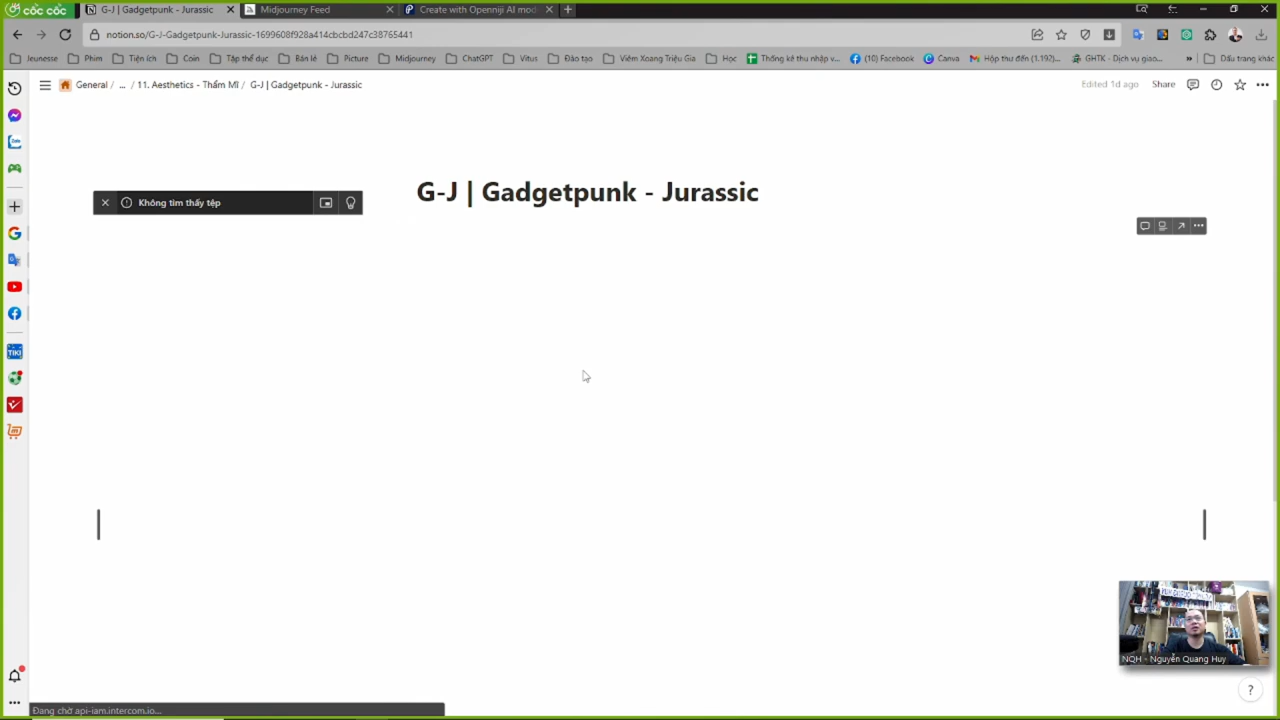 cốc cốc
G-J | Gadgetpunk - Jurassic
Midjourney Feed
Create with Openniji AI mod
notion.so/G-J-Gadgetpunk-Jurassic-1699608f928a414cbcbd247c38765441
Jeunesse
Phim
Tiện ích
Coin
Tập thể dục
Bán lẻ
Picture
Midjourney
ChatGPT
Vitus
Đào tạo
Viêm Xoang Triệu Gia
Học
Thống kê thu nhập v...
(10) Facebook
Canva
Hộp thư đến (1.192)...
GHTK - Dịch vụ giao...
»
Dấu trang khác
General / ... / 11. Aesthetics - Thẩm Mĩ / G-J | Gadgetpunk - Jurassic
Edited 1d ago
Share
Zalo
TIKI
G-J | Gadgetpunk - Jurassic
Không tìm thấy tệp
NQH - Nguyễn Quang Huy
?
Đang chờ api-iam.intercom.io...